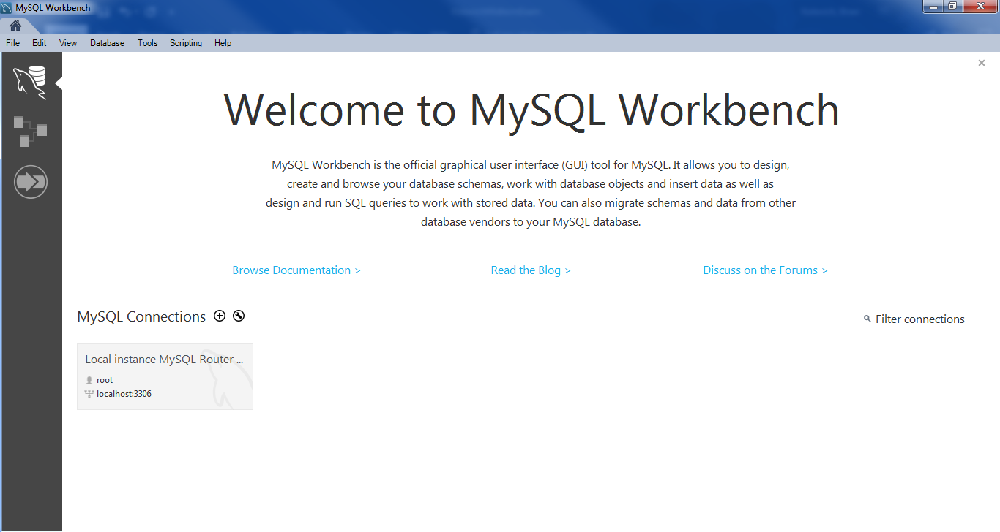 MySQL Workbench
File Edit View Database Tools Scripting Help
Welcome to MySQL Workbench
MySQL Workbench is the official graphical user interface (GUI) tool for MySQL. It allows you to design,
create and browse your database schemas, work with database objects and insert data as well as
design and run SQL queries to work with stored data. You can also migrate schemas and data from other
database vendors to your MySQL database.
Browse Documentation > Read the Blog > Discuss on the Forums >
MySQL Connections
Filter connections
Local instance MySQL Router ...
root
localhost:3306